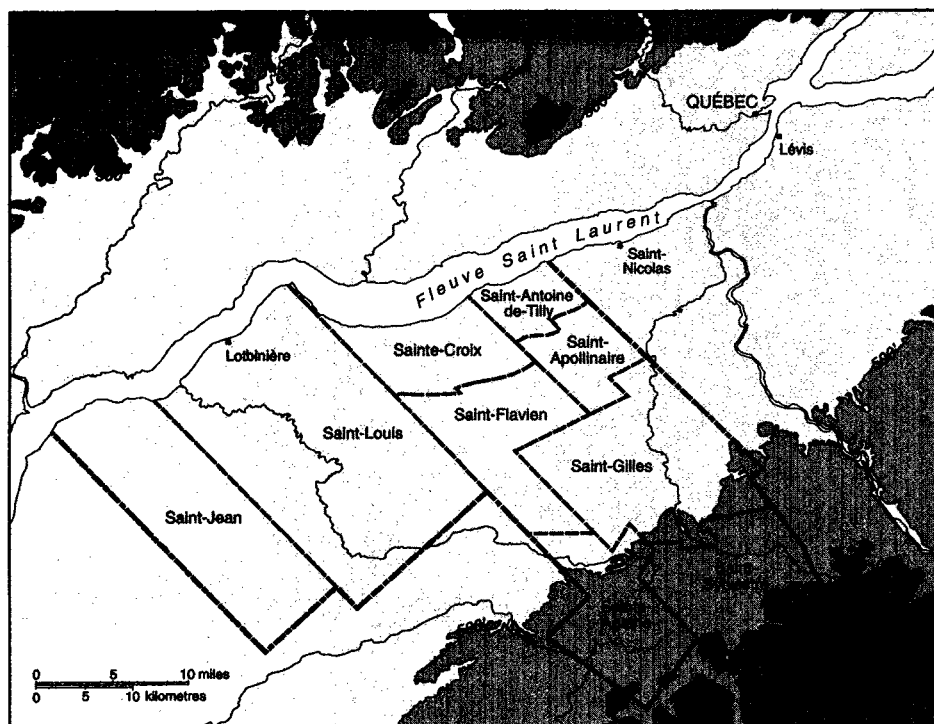 QUÉBEC
Lévis
Fleuve Saint Laurent
Saint-
Nicolas
Saint-Antoine
de-Tilly
Sainte-Croix
Saint-
Apollinaire
Lotbinière
Saint-Flavien
Saint-Louis
Saint-Gilles
Saint-Jean
0 5 10 miles
0 5 10 kilometres